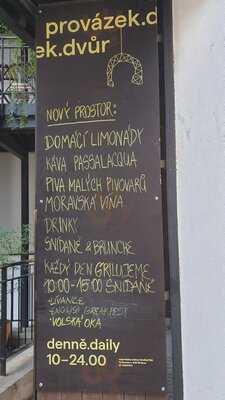 provázek.d
ek.dvůr
NOVÝ PROSTOR:
DOMÁCÍ LIMONÁDY
KÁVA PASSALACQUA
PIVA MALÝCH PIVOVARŮ
MORAVSKÁ VÍNA
DRINKY
SNÍDANĚ & BRUNCHE
KAŽDÝ DEN GRILUJEME
10:00-15:00 SNÍDANĚ
-LÍVANCE
-ENGLISH BREAKFEST
-VOLSKÁ OKA
denně.daily
10–24.00